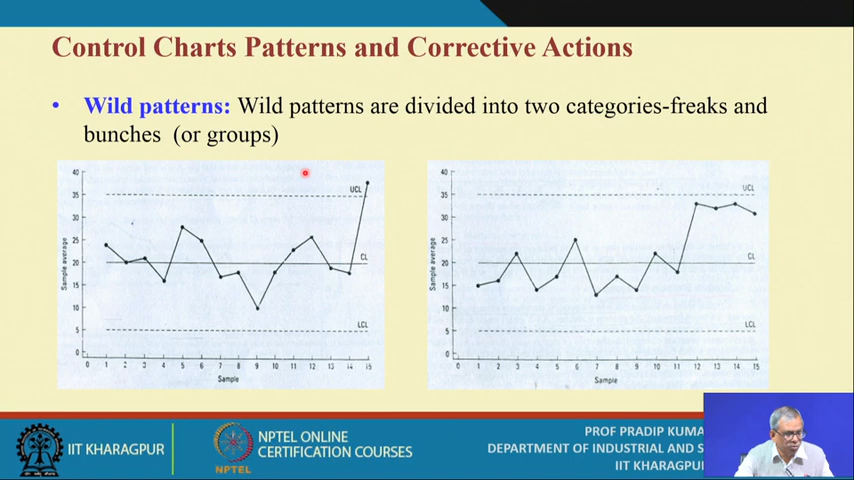 Control Charts Patterns and Corrective Actions
• Wild patterns: Wild patterns are divided into two categories-freaks and
bunches (or groups)
40
35
30
25
20
15
10
5
0
Sample average
UCL
CL
LCL
0 1 2 3 4 5 6 7 8 9 10 11 12 13 14 15
Sample
40
35
30
25
20
15
10
5
0
Sample average
UCL
CL
LCL
0 1 2 3 4 5 6 7 8 9 10 11 12 13 14 15
Sample
IIT KHARAGPUR
NPTEL
NPTEL ONLINE
CERTIFICATION COURSES
PROF PRADIP KUMA
DEPARTMENT OF INDUSTRIAL AND S
IIT KHARAGPUR